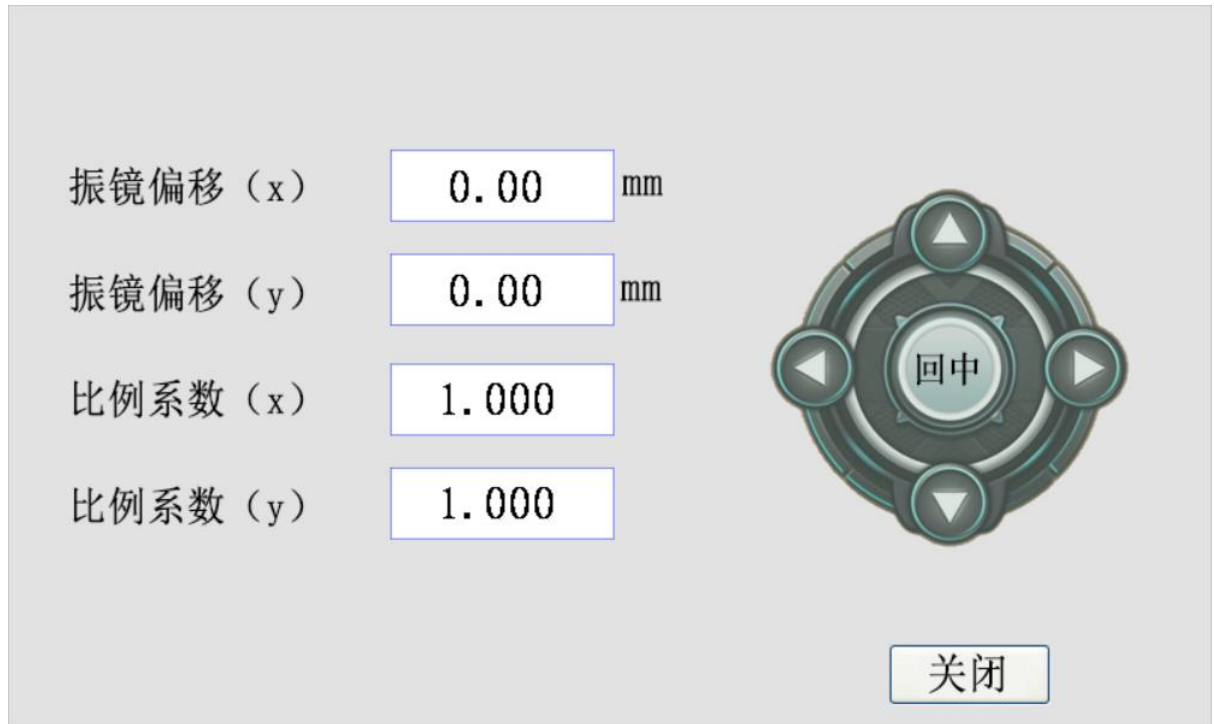 振镜偏移（x） 0.00 mm
振镜偏移（y） 0.00 mm
比例系数（x） 1.000
比例系数（y） 1.000
回中
关闭